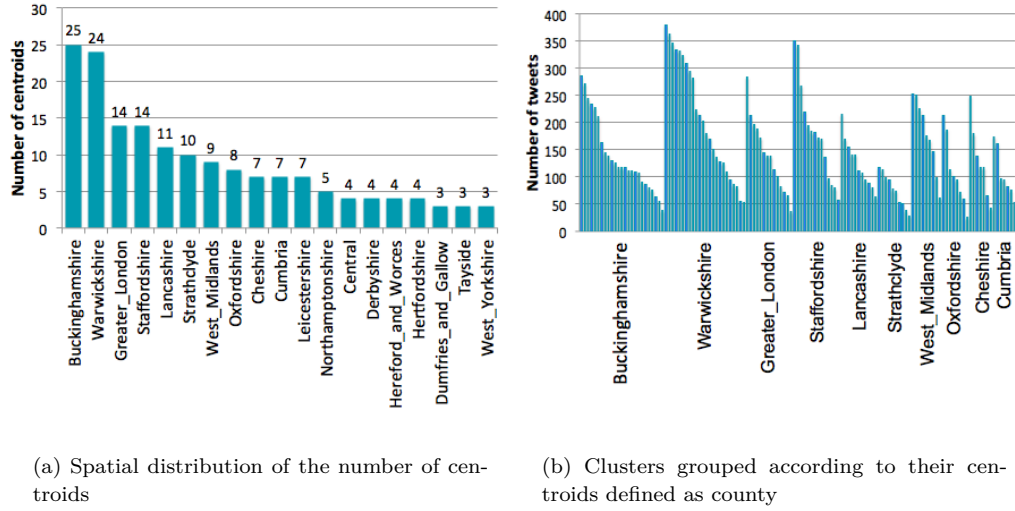 30
25
20
15
10
5
0
Number of centroids
25
24
14
14
11
10
9
8
7
7
7
5
4
4
4
4
3
3
3
Buckinghamshire
Warwickshire
Greater_London
Staffordshire
Lancashire
Strathclyde
West_Midlands
Oxfordshire
Cheshire
Cumbria
Leicestershire
Northamptonshire
Central
Derbyshire
Hereford_and_Worces
Hertfordshire
Dumfries_and_Gallow
Tayside
West_Yorkshire
(a) Spatial distribution of the number of cen-
troids
400
350
300
250
200
150
100
50
0
Number of tweets
Buckinghamshire
Warwickshire
Greater_London
Staffordshire
Lancashire
Strathclyde
West_Midlands
Oxfordshire
Cheshire
Cumbria
(b) Clusters grouped according to their cen-
troids defined as county